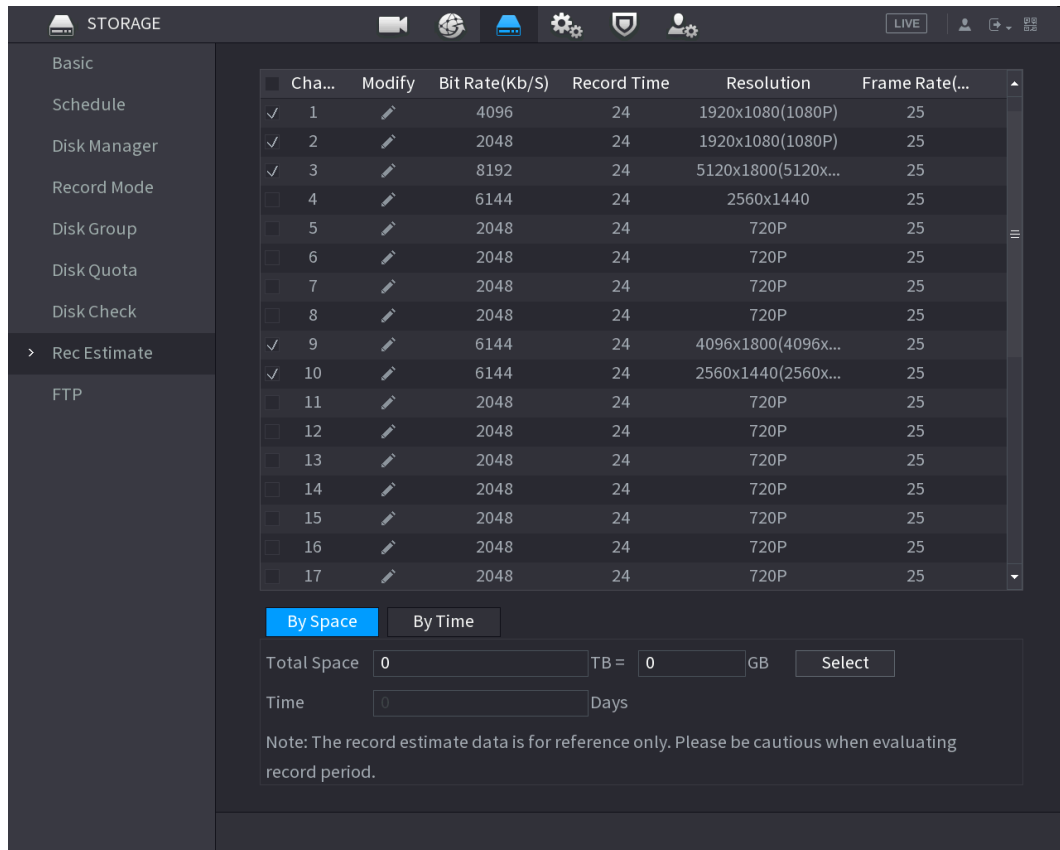 STORAGE LIVE
Basic
Schedule
Disk Manager
Record Mode
Disk Group
Disk Quota
Disk Check
Rec Estimate
FTP
Cha... Modify Bit Rate(Kb/S) Record Time Resolution Frame Rate(...
1 4096 24 1920x1080(1080P) 25
2 2048 24 1920x1080(1080P) 25
3 8192 24 5120x1800(5120x... 25
4 6144 24 2560x1440 25
5 2048 24 720P 25
6 2048 24 720P 25
7 2048 24 720P 25
8 2048 24 720P 25
9 6144 24 4096x1800(4096x... 25
10 6144 24 2560x1440(2560x... 25
11 2048 24 720P 25
12 2048 24 720P 25
13 2048 24 720P 25
14 2048 24 720P 25
15 2048 24 720P 25
16 2048 24 720P 25
17 2048 24 720P 25
By Space By Time
Total Space 0 TB = 0 GB Select
Time 0 Days
Note: The record estimate data is for reference only. Please be cautious when evaluating
record period.